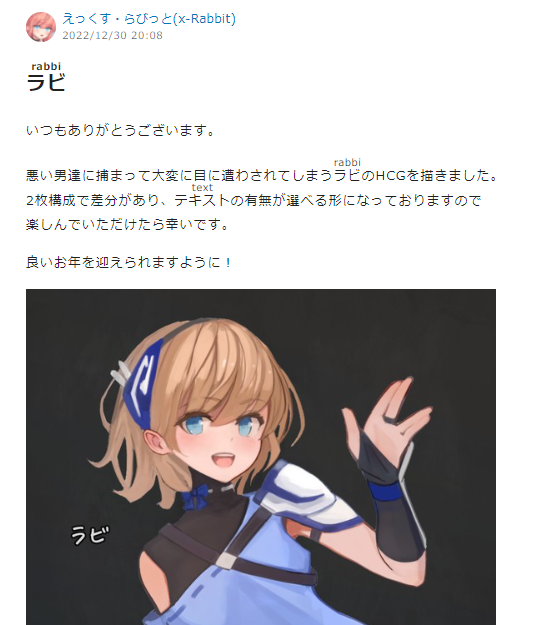 えっくす・らびっと(x-Rabbit)
2022/12/30 20:08
rabbi
ラビ
いつもありがとうございます。
rabbi
悪い男達に捕まって大変に目に遭わされてしまうラビのHCGを描きました。
text
2枚構成で差分があり、テキストの有無が選べる形になっておりますので
楽しんでいただけたら幸いです。
良いお年を迎えられますように！
ラビ